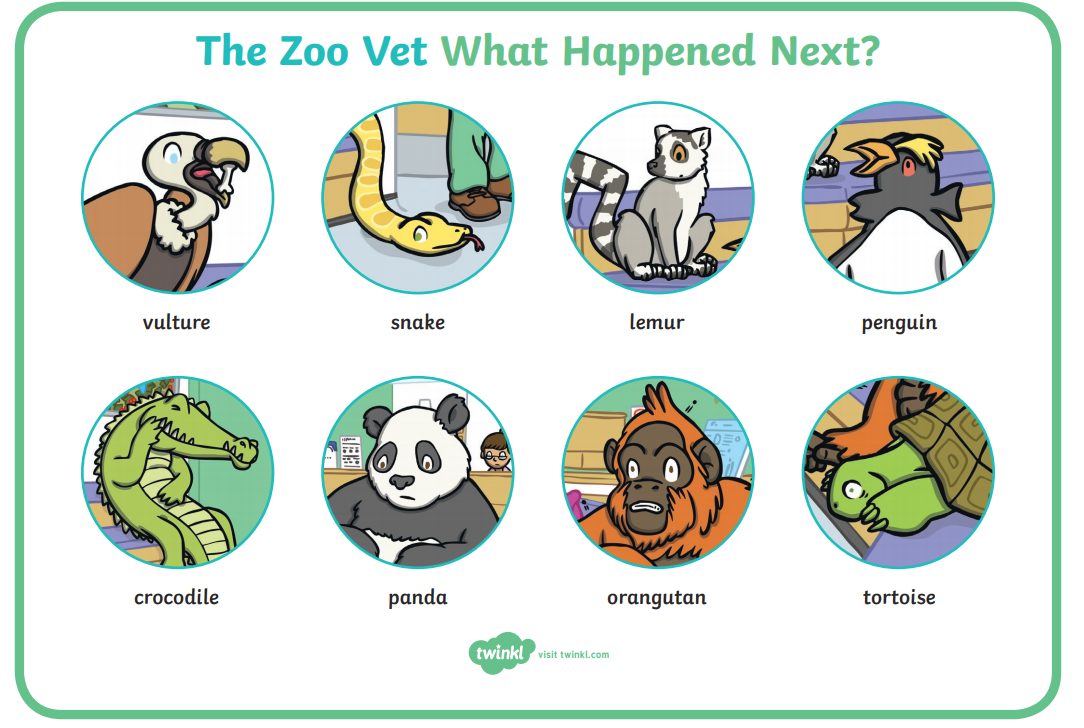 The Zoo Vet What Happened Next?
vulture
snake
lemur
penguin
crocodile
panda
orangutan
tortoise
twinkl visit twinkl.com